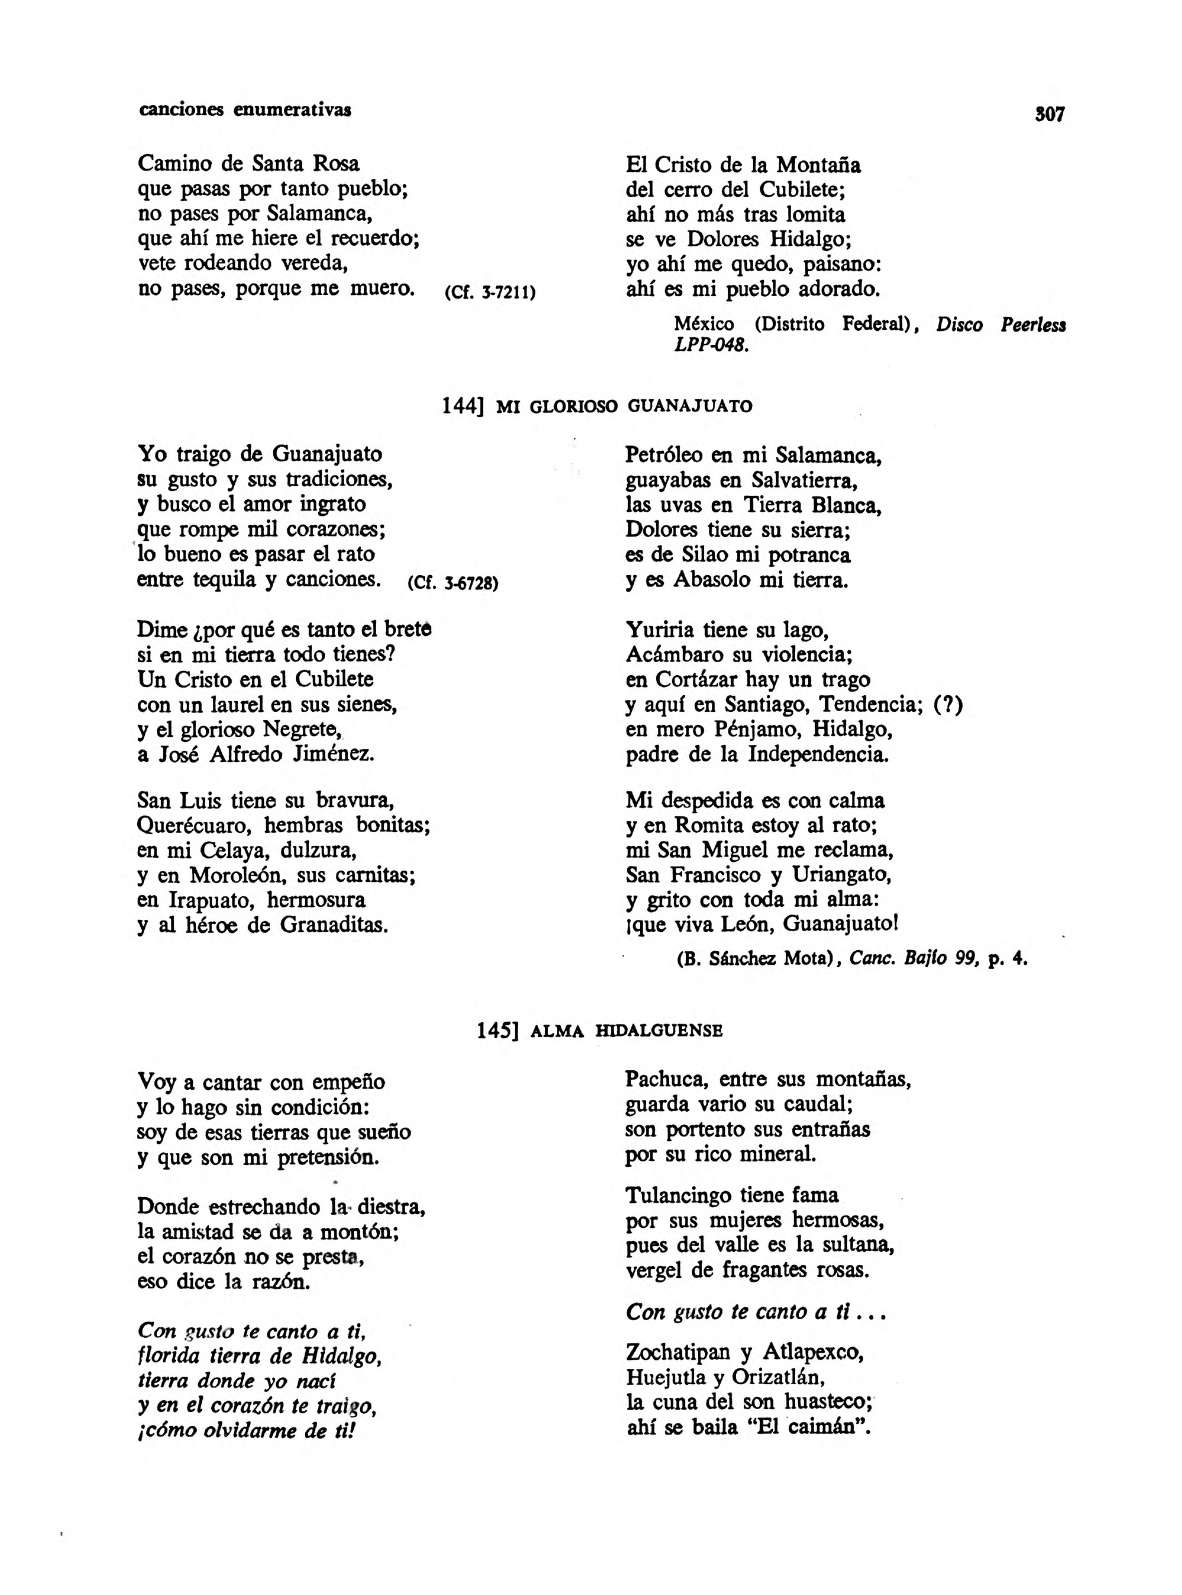 canciones enumerativas
307
Camino de Santa Rosa
que pasas por tanto pueblo;
no pases por Salamanca,
que ahí me hiere el recuerdo;
vete rodeando vereda,
no pases, porque me muero. (Cf. 3-7211)
El Cristo de la Montaña
del cerro del Cubilete;
ahí no más tras lomita
se ve Dolores Hidalgo;
yo ahí me quedo, paisano:
ahí es mi pueblo adorado.
México (Distrito Federal), Disco Peerless
LPP-048.
144] MI GLORIOSO GUANAJUATO
Yo traigo de Guanajuato
su gusto y sus tradiciones,
y busco el amor ingrato
que rompe mil corazones;
lo bueno es pasar el rato
entre tequila y canciones. (Cf. 3-6728)
Dime ¿por qué es tanto el brete
si en mi tierra todo tienes?
Un Cristo en el Cubilete
con un laurel en sus sienes,
y el glorioso Negrete,
a José Alfredo Jiménez.
San Luis tiene su bravura,
Querécuaro, hembras bonitas;
en mi Celaya, dulzura,
y en Moroleón, sus carnitas;
en Irapuato, hermosura
y al héroe de Granaditas.
Petróleo en mi Salamanca,
guayabas en Salvatierra,
las uvas en Tierra Blanca,
Dolores tiene su sierra;
es de Silao mi potranca
y es Abasolo mi tierra.
Yuriria tiene su lago,
Acámbaro su violencia;
en Cortázar hay un trago
y aquí en Santiago, Tendencia; (?)
en mero Pénjamo, Hidalgo,
padre de la Independencia.
Mi despedida es con calma
y en Romita estoy al rato;
mi San Miguel me reclama,
San Francisco y Uriangato,
y grito con toda mi alma:
¡que viva León, Guanajuato!
(B. Sánchez Mota), Canc. Bajío 99, p. 4.
145] ALMA HIDALGUENSE
Voy a cantar con empeño
y lo hago sin condición:
soy de esas tierras que sueño
y que son mi pretensión.
Donde estrechando la diestra,
la amistad se da a montón;
el corazón no se presta,
eso dice la razón.
Con gusto te canto a ti,
florida tierra de Hidalgo,
tierra donde yo nací
y en el corazón te traigo,
¡cómo olvidarme de ti!
Pachuca, entre sus montañas,
guarda vario su caudal;
son portento sus entrañas
por su rico mineral.
Tulancingo tiene fama
por sus mujeres hermosas,
pues del valle es la sultana,
vergel de fragantes rosas.
Con gusto te canto a ti...
Zochatipan y Atlapexco,
Huejutla y Orizatlán,
la cuna del son huasteco;
ahí se baila "El caimán".